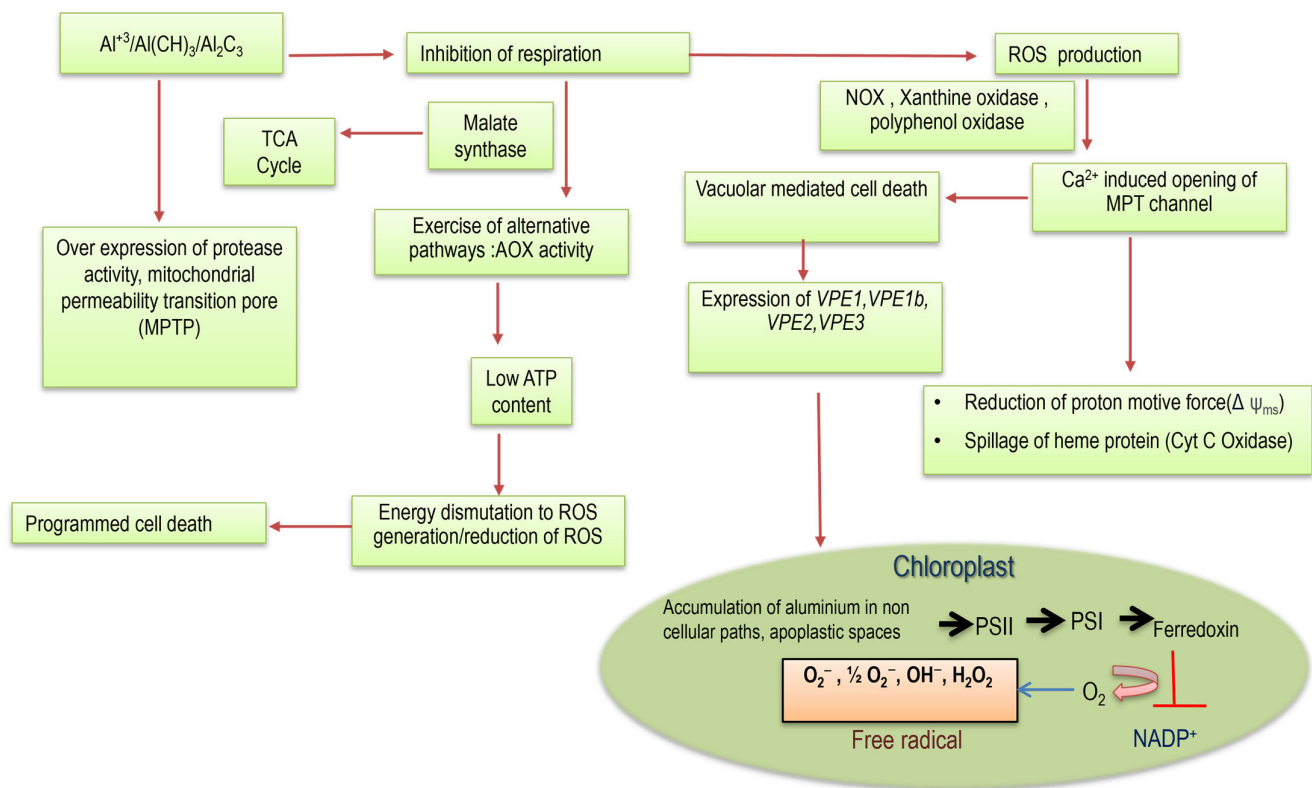 Al⁺³/Al(CH)₃/Al₂C₃
Inhibition of respiration
ROS production
NOX , Xanthine oxidase ,
polyphenol oxidase
TCA
Cycle
Malate
synthase
Vacuolar mediated cell death
Ca²⁺ induced opening of
MPT channel
Over expression of protease
activity, mitochondrial
permeability transition pore
(MPTP)
Exercise of alternative
pathways :AOX activity
Expression of VPE1,VPE1b,
VPE2,VPE3
Low ATP
content
• Reduction of proton motive force(Δ ψₘₛ)
• Spillage of heme protein (Cyt C Oxidase)
Programmed cell death
Energy dismutation to ROS
generation/reduction of ROS
Chloroplast
Accumulation of aluminium in non
cellular paths, apoplastic spaces
PSII
PSI
Ferredoxin
O₂⁻ , ½ O₂⁻, OH⁻, H₂O₂
O₂
Free radical
NADP⁺